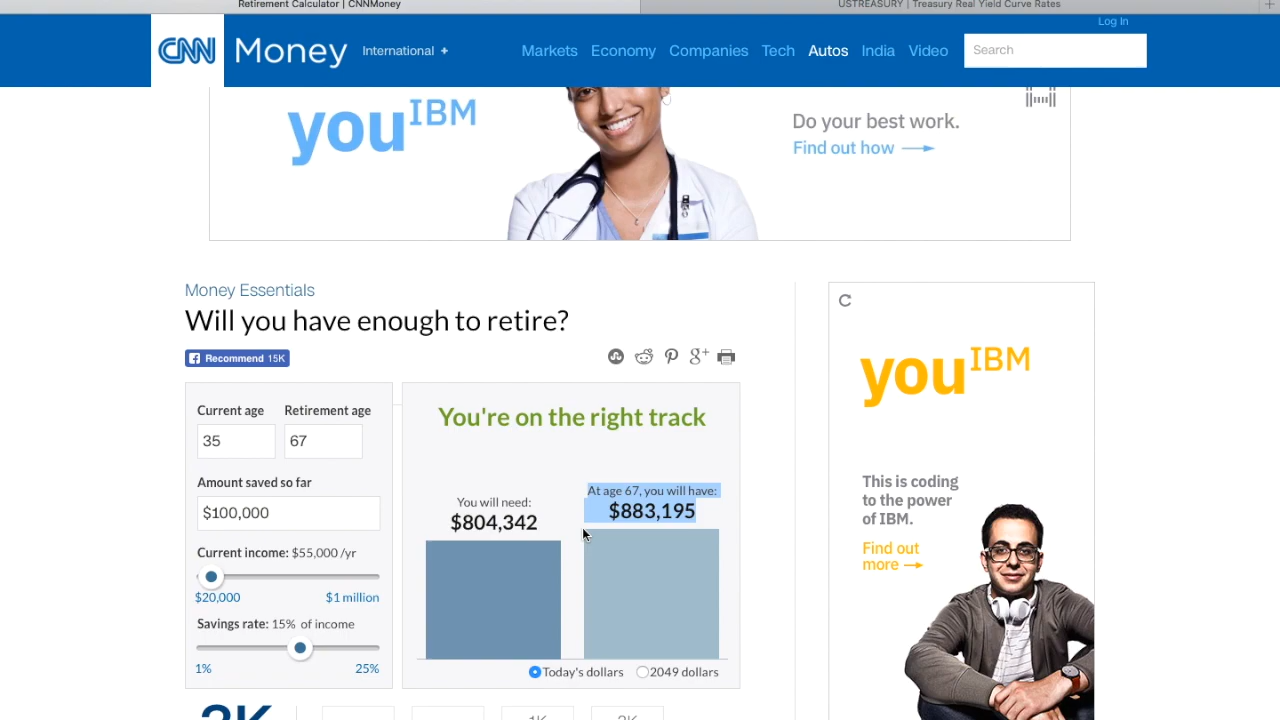 Retirement Calculator | CNNMoney
USTREASURY | Treasury Real Yield Curve Rates
+
Log In
CNN Money
International +
Markets Economy Companies Tech Autos India Video
Search
you IBM
Do your best work.
Find out how
Money Essentials
Will you have enough to retire?
Recommend 15K
g+
Current age Retirement age
35 67
Amount saved so far
$100,000
Current income: $55,000 /yr
$20,000 $1 million
Savings rate: 15% of income
1% 25%
You're on the right track
You will need:
$804,342
At age 67, you will have:
$883,195
Today's dollars 2049 dollars
you IBM
This is coding
to the power
of IBM.
Find out
more